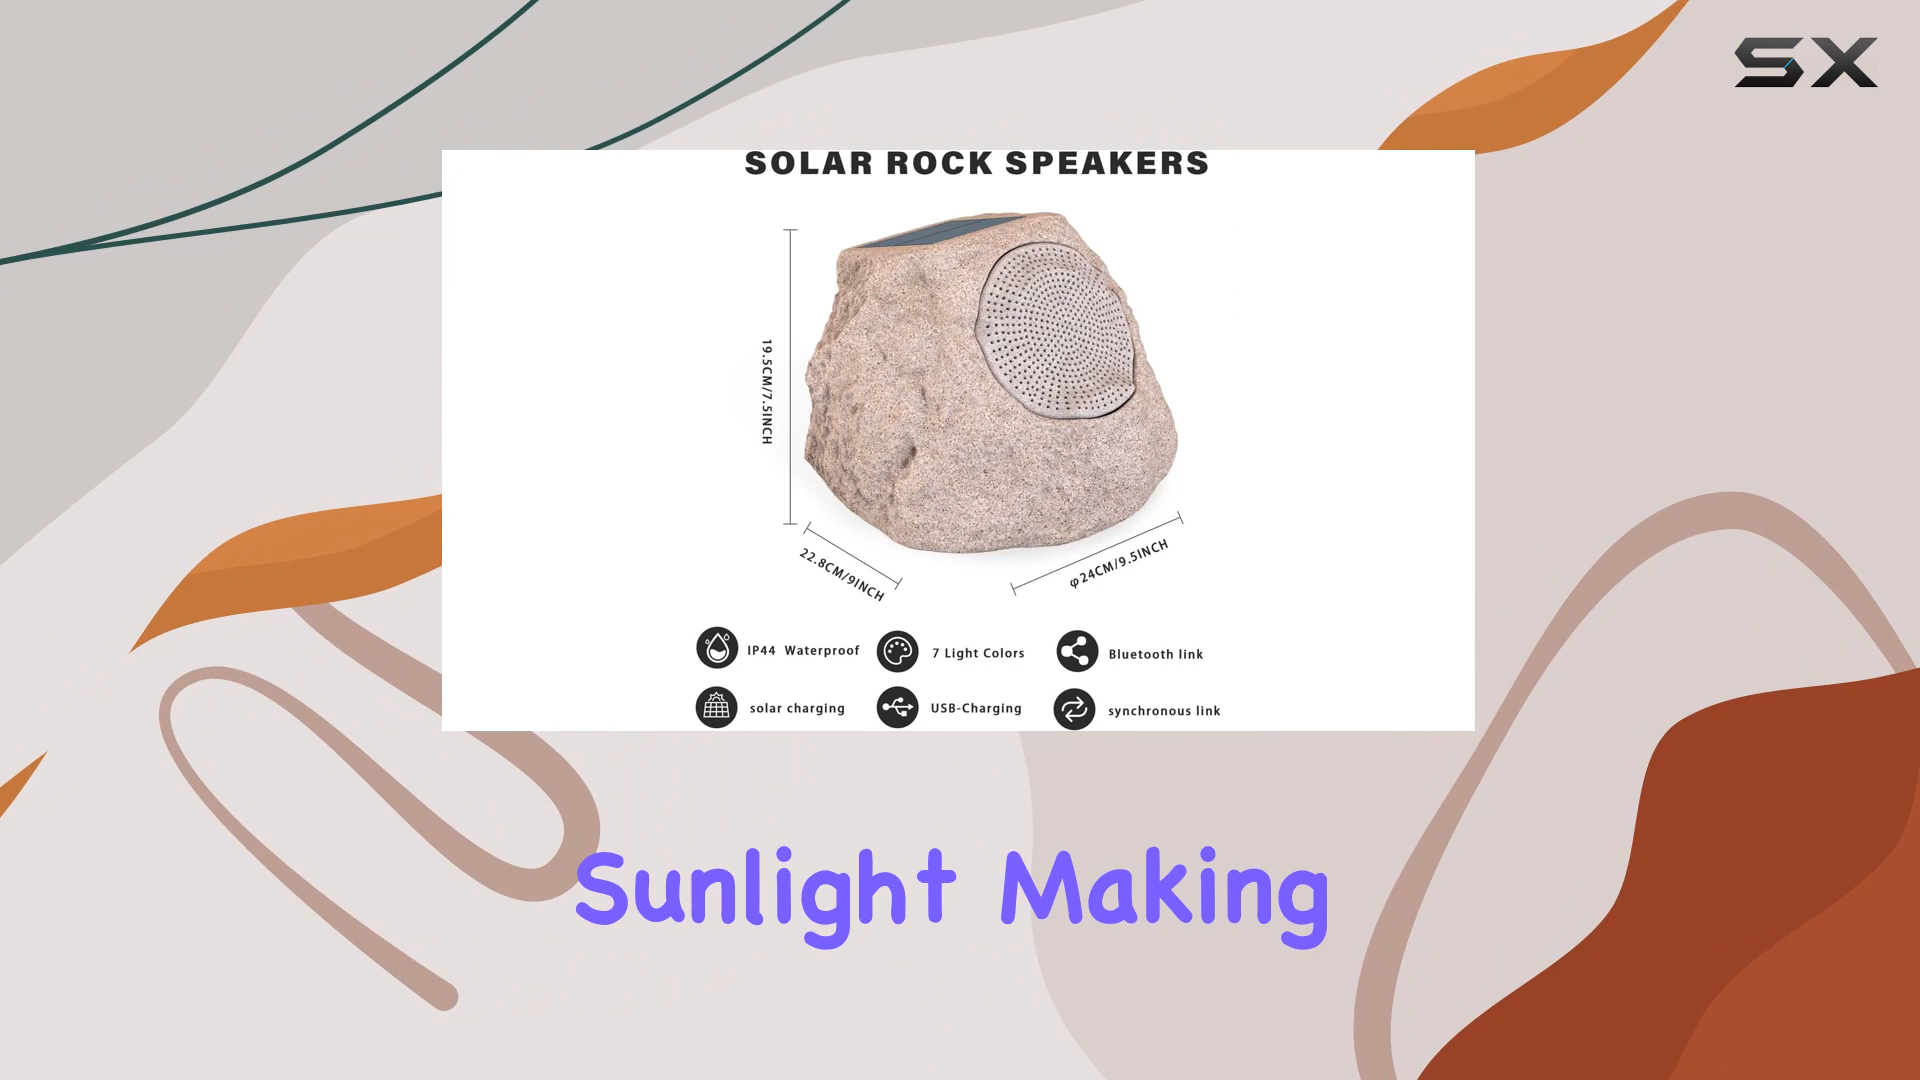 SX
SOLAR ROCK SPEAKERS
19.5CM/7.5INCH
22.8CM/9INCH
φ24CM/9.5INCH
IP44 Waterproof
7 Light Colors
Bluetooth link
solar charging
USB-Charging
synchronous link
Sunlight Making